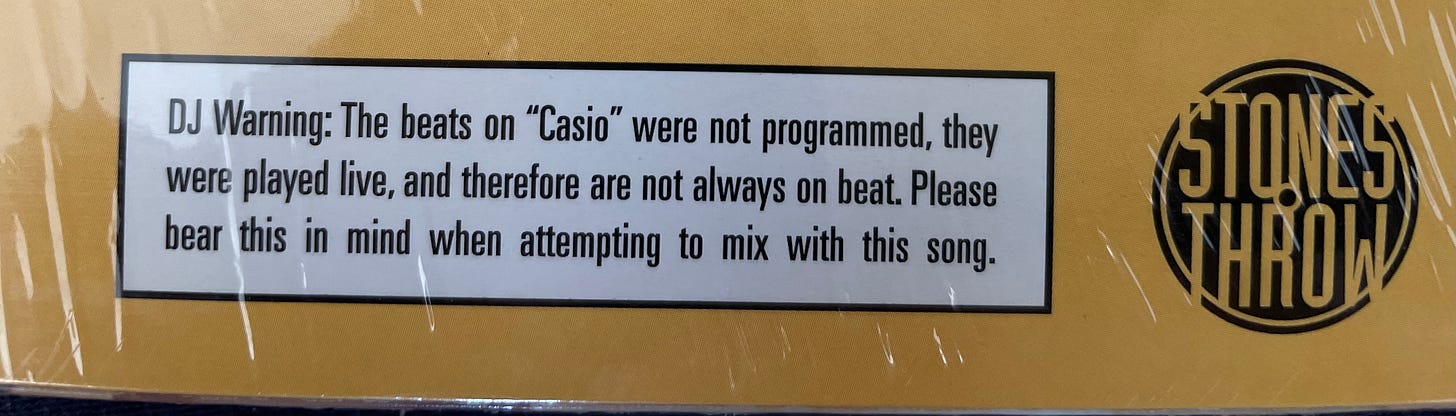 DJ Warning: The beats on “Casio” were not programmed, they
were played live, and therefore are not always on beat. Please
bear this in mind when attempting to mix with this song.
STONES
THROW